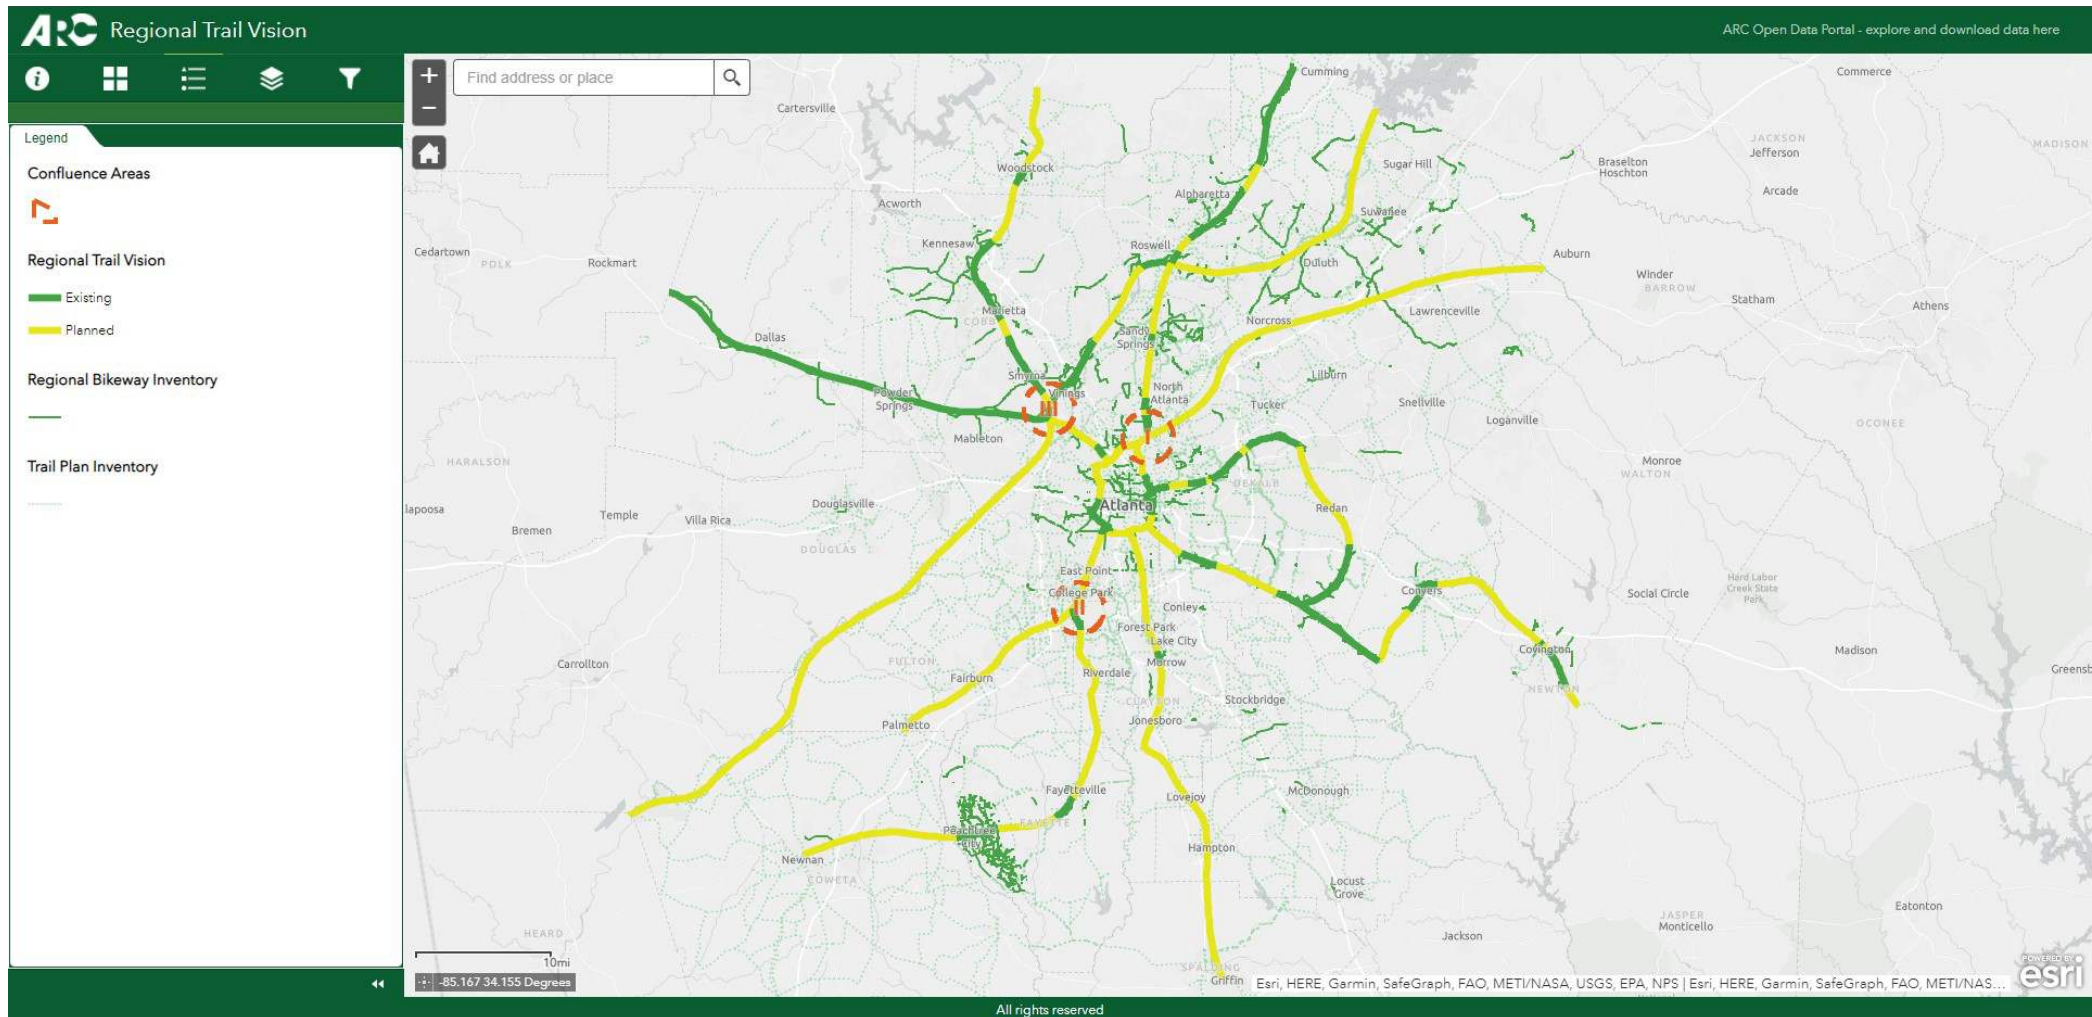 ARC Regional Trail Vision
ARC Open Data Portal - explore and download data here
Find address or place
Legend
Confluence Areas
Regional Trail Vision
Existing
Planned
Regional Bikeway Inventory
Trail Plan Inventory
Cumming
Commerce
Cartersville
JACKSON
Jefferson
MADISON
Woodstock
Sugar Hill
Braselton
Hoschton
Alpharetta
Arcade
Acworth
Suwanee
Kennesaw
Roswell
Cedartown
POLK
Rockmart
Duluth
Auburn
Winder
BARROW
Statham
Athens
Marietta
COBB
Norcross
Lawrenceville
Dallas
Sandy
Springs
Smyrna
Vinings
North
Atlanta
Lilburn
Powder
Springs
Tucker
Snellville
Loganville
III
I
Mableton
OCONEE
HARALSON
Monroe
WALTON
DEKALB
Atlanta
Redan
Douglasville
lapoosa
Temple
Villa Rica
Bremen
DOUGLAS
East Point
College Park
II
Conley
Conyers
Social Circle
Hard Labor
Creek State
Park
Forest Park
Lake City
Morrow
Covington
Madison
Carrollton
FULTON
Fairburn
Riverdale
Greensb
NEWTON
CLAYTON
Stockbridge
Palmetto
Jonesboro
Fayetteville
Lovejoy
McDonough
FAYETTE
Peachtree
City
Newnan
Hampton
COWETA
Locust
Grove
Eatonton
JASPER
Monticello
HEARD
Jackson
SPALDING
Griffin
10mi
-85.167 34.155 Degrees
Esri, HERE, Garmin, SafeGraph, FAO, METI/NASA, USGS, EPA, NPS | Esri, HERE, Garmin, SafeGraph, FAO, METI/NAS...
POWERED BY
esri
All rights reserved